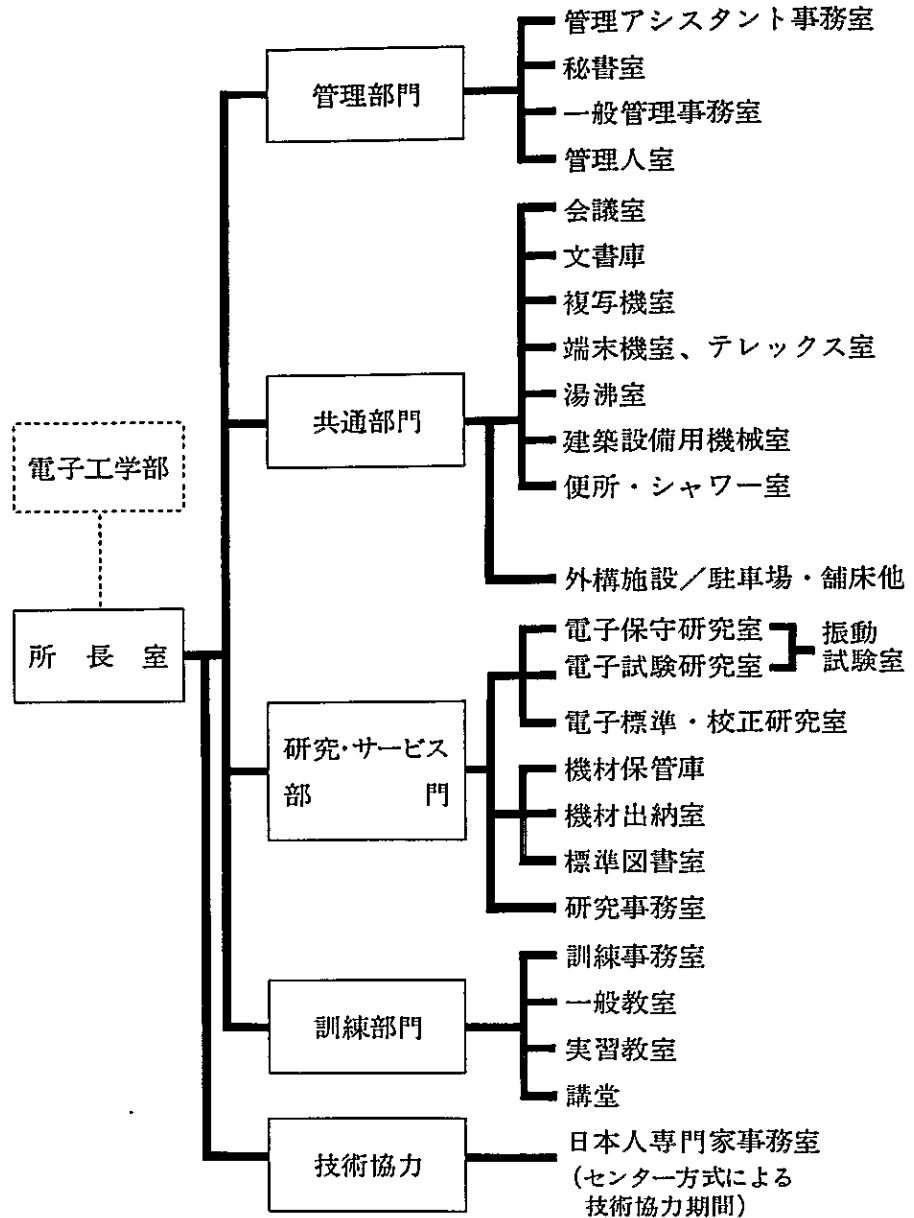 管理アシスタント事務室
秘書室
管理部門
一般管理事務室
管理人室
会議室
文書庫
複写機室
端末機室、テレックス室
湯沸室
共通部門
建築設備用機械室
便所・シャワー室
外構施設/駐車場・舗床他
電子工学部
所長室
電子保守研究室
電子試験研究室
振動
試験室
電子標準・校正研究室
研究・サービス
部門
機材保管庫
機材出納室
標準図書室
研究事務室
訓練事務室
一般教室
訓練部門
実習教室
講堂
技術協力
日本人専門家事務室
(センター方式による
技術協力期間)